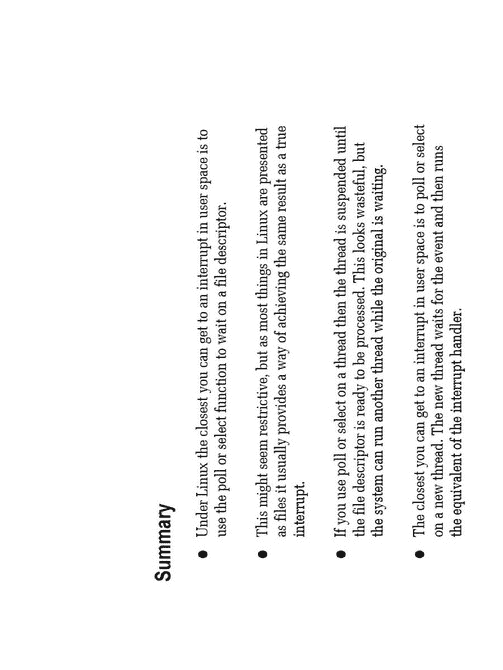 Summary
● Under Linux the closest you can get to an interrupt in user space is to
use the poll or select function to wait on a file descriptor.
● This might seem restrictive, but as most things in Linux are presented
as files it usually provides a way of achieving the same result as a true
interrupt.
● If you use poll or select on a thread then the thread is suspended until
the file descriptor is ready to be processed. This looks wasteful, but
the system can run another thread while the original is waiting.
● The closest you can get to an interrupt in user space is to poll or select
on a new thread. The new thread waits for the event and then runs
the equivalent of the interrupt handler.